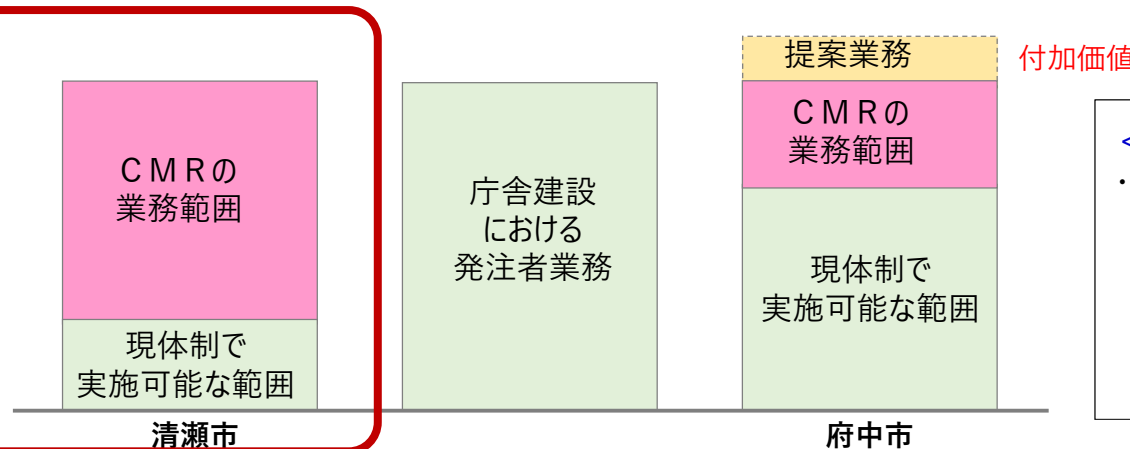 提案業務
付加価値
ＣＭＲの
業務範囲
ＣＭＲの
業務範囲
庁舎建設
における
発注者業務
現体制で
実施可能な範囲
現体制で
実施可能な範囲
清瀬市
府中市
<
・